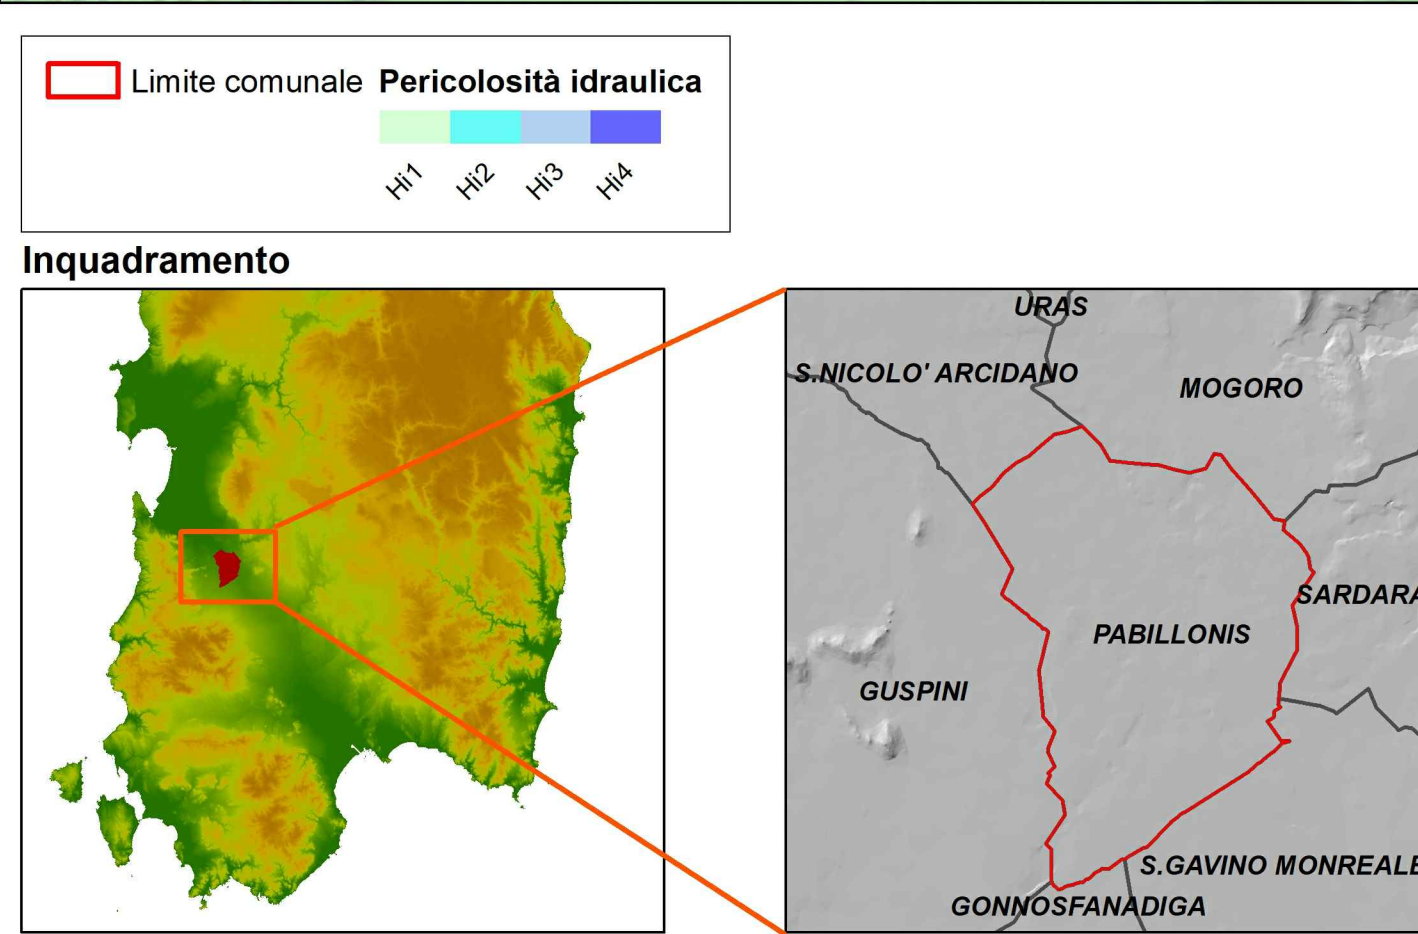 Limite comunale
Pericolosità idraulica
Hi1
Hi2
Hi3
Hi4
Inquadramento
URAS
S.NICOLO' ARCIDANO
MOGORO
SARDARA
PABILLONIS
GUSPINI
S.GAVINO MONREALE
GONNOSFANADIGA